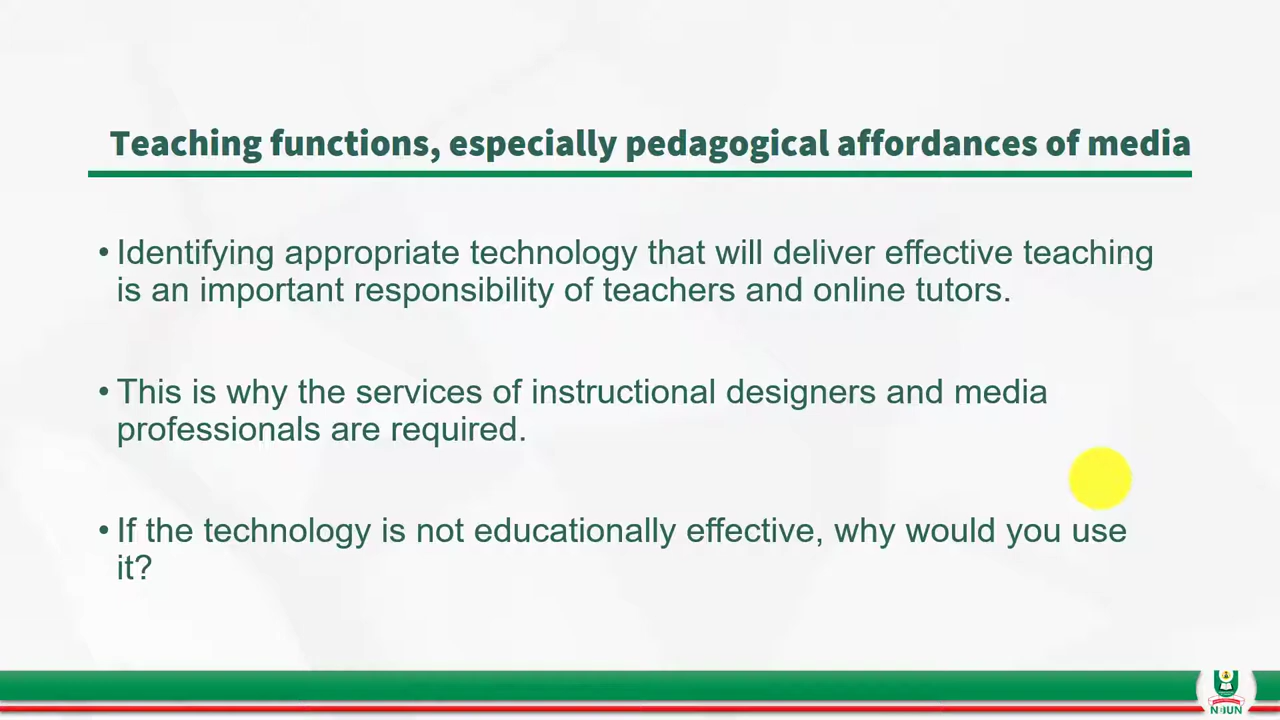 Teaching functions, especially pedagogical affordances of media
• Identifying appropriate technology that will deliver effective teaching
is an important responsibility of teachers and online tutors.
• This is why the services of instructional designers and media
professionals are required.
• If the technology is not educationally effective, why would you use
it?